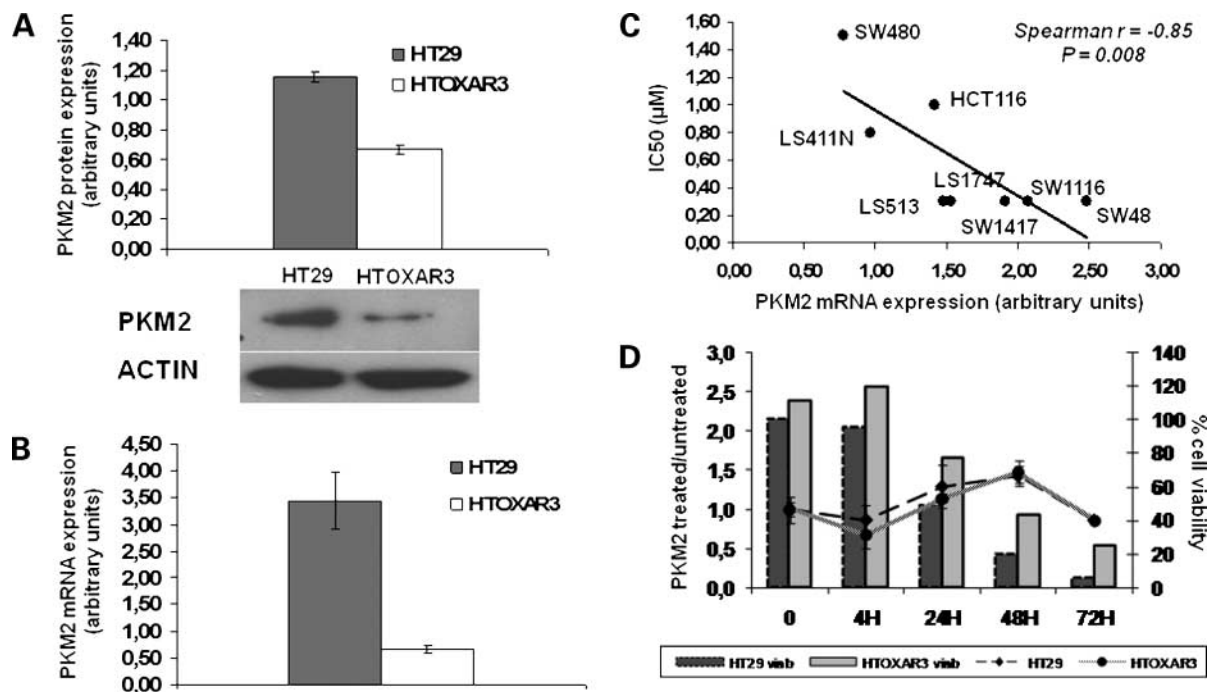 A
PKM2 protein expression
(arbitrary units)
1,40
1,20
1,00
0,80
0,60
0,40
0,20
0,00
HT29
HTOXAR3
HT29 HTOXAR3
PKM2
ACTIN
B
PKM2 mRNA expression
(arbitrary units)
4,50
4,00
3,50
3,00
2,50
2,00
1,50
1,00
0,50
0,00
HT29
HTOXAR3
C
IC50 (µM)
1,60
1,40
1,20
1,00
0,80
0,60
0,40
0,20
0,00
Spearman r = -0.85
P = 0.008
SW480
HCT116
LS411N
LS1747
SW1116
LS513
SW1417
SW48
0,00 0,50 1,00 1,50 2,00 2,50 3,00
PKM2 mRNA expression (arbitrary units)
D
PKM2 treated/untreated
3,0
2,5
2,0
1,5
1,0
0,5
0,0
140
120
100
80
60
40
20
0
% cell viability
0 4H 24H 48H 72H
HT29 viab HTOXAR3 viab HT29 HTOXAR3